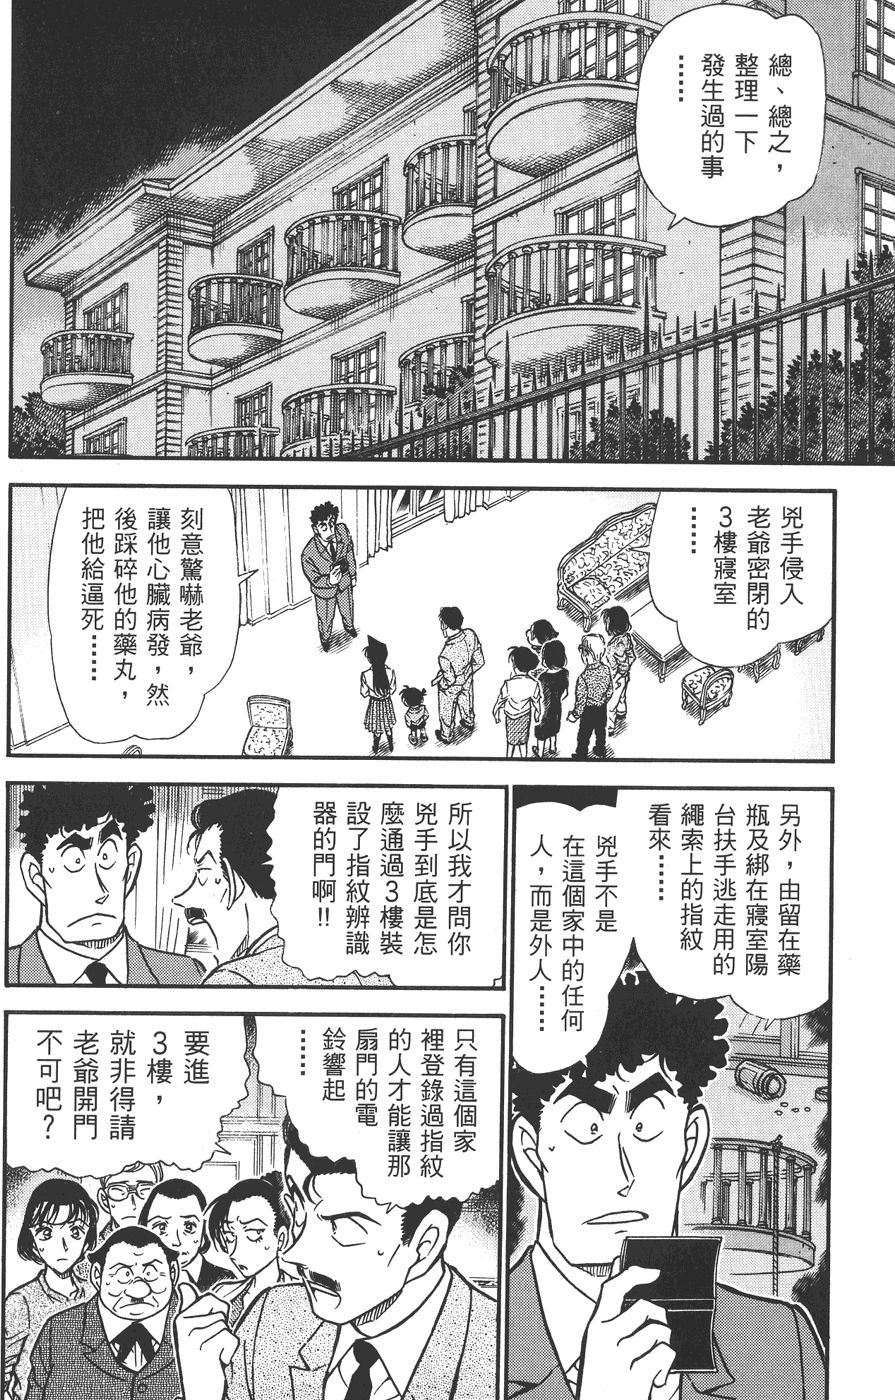 總、總之，
整理一下
發生過的事
……
兇手侵入
老爺密閉的
3樓寢室
……
刻意驚嚇老爺，
讓他心臟病發，然
後踩碎他的藥丸，
把他給逼死……
另外，由留在藥
瓶及綁在寢室陽
台扶手逃走用的
繩索上的指紋
看來……
兇手不是
在這個家中的任何
人，而是外人……
所以我才問你
兇手到底是怎
麼通過3樓裝
設了指紋辨識
器的門啊!!
只有這個家
裡登錄過指紋
的人才能讓那
扇門的電
鈴響起
……
要進
3樓，
就非得請
老爺開門
不可吧？